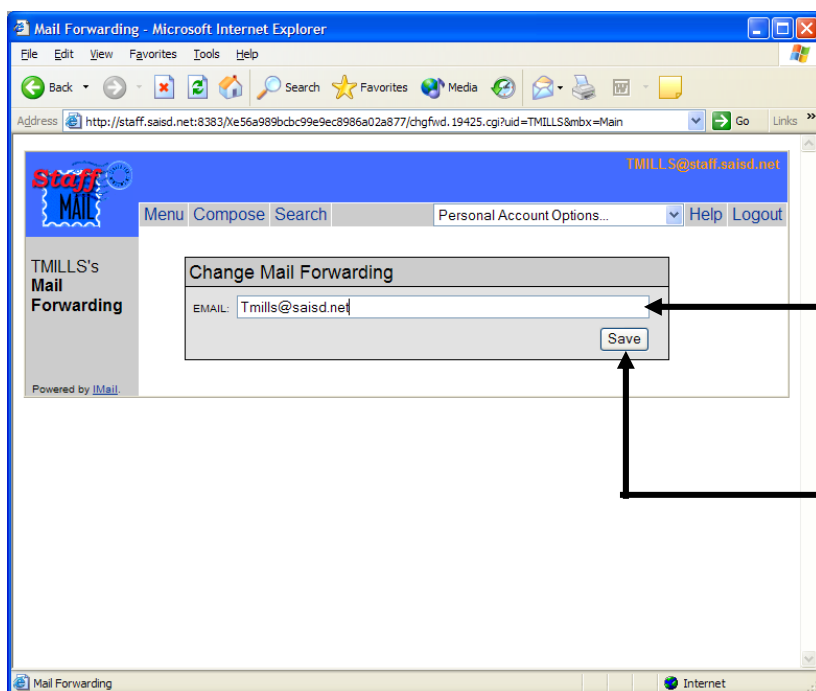 Mail Forwarding - Microsoft Internet Explorer
File Edit View Favorites Tools Help
Back Search Favorites Media
Address http://staff.saisd.net:8383/Xe56a989bcbc99e9ec8986a02a877/chgfwd.19425.cgi?uid=TMILLS&mbx=Main Go Links »
Staff MAIL
TMILLS@staff.saisd.net
Menu Compose Search Personal Account Options... Help Logout
TMILLS's
Mail
Forwarding
Change Mail Forwarding
EMAIL: Tmills@saisd.net
Save
Powered by IMail.
Mail Forwarding Internet